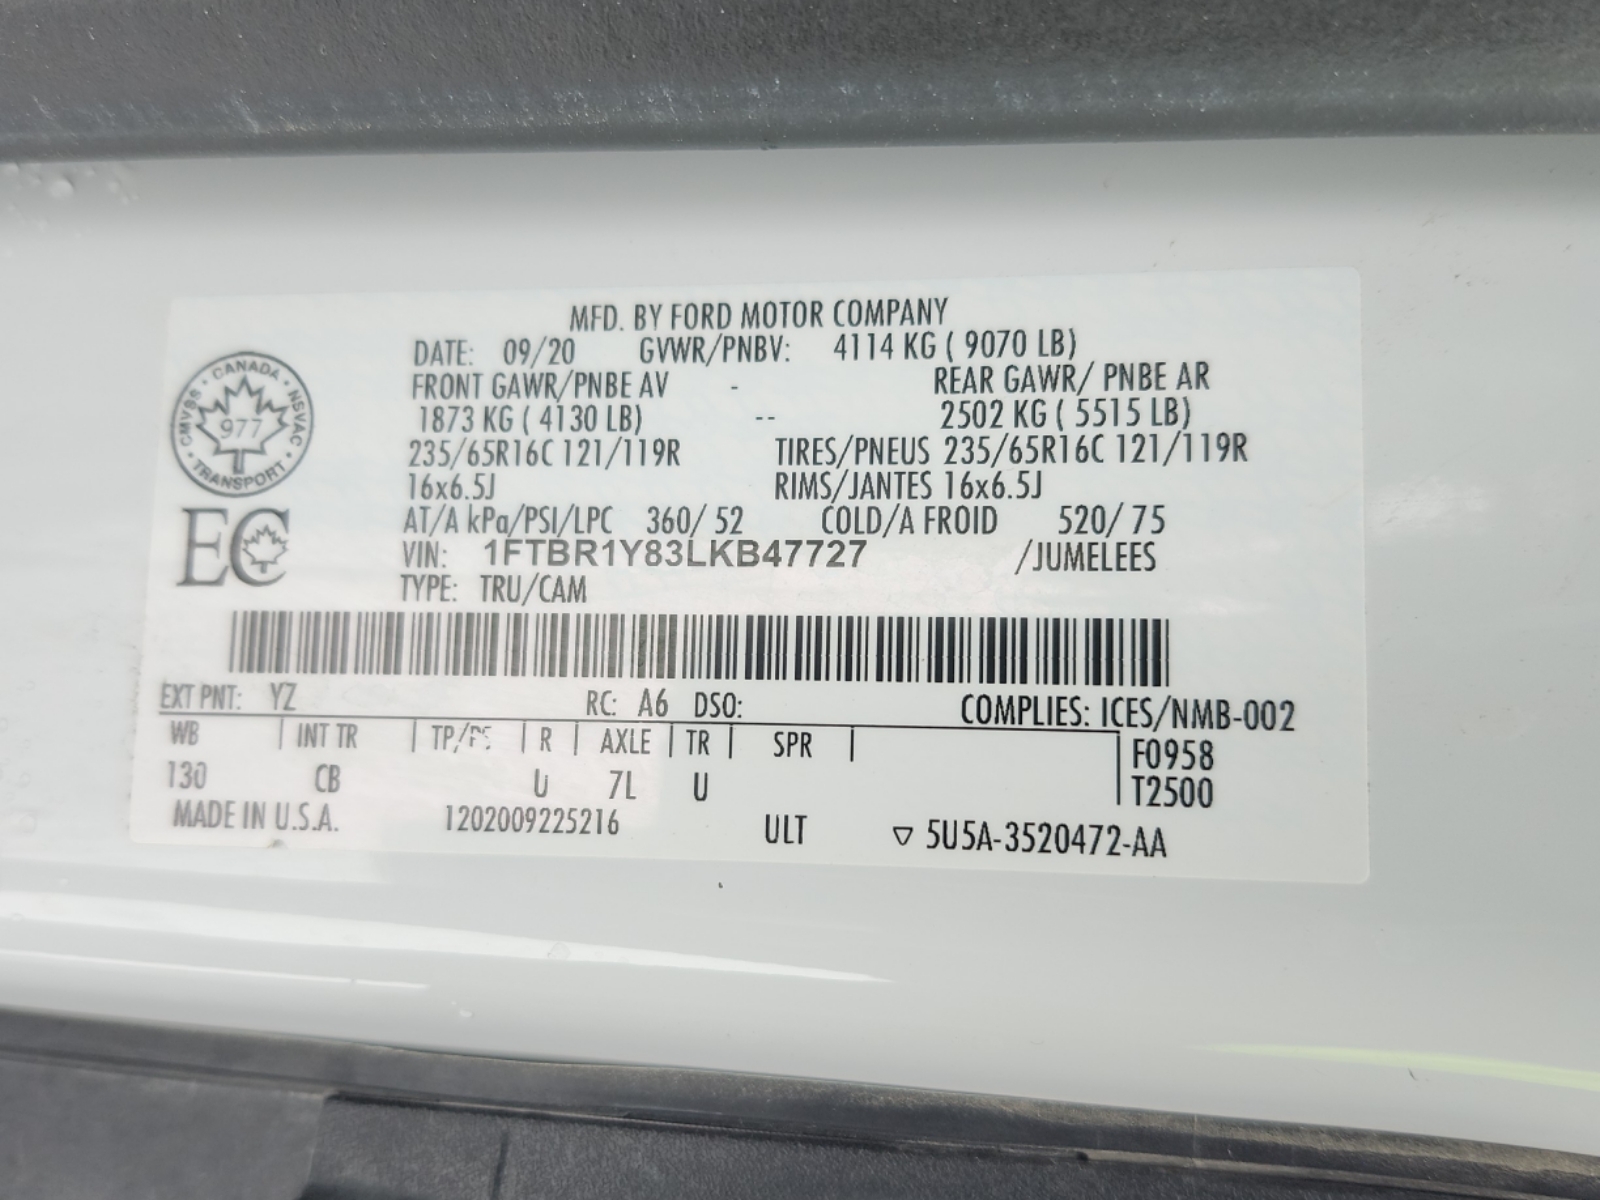 MFD. BY FORD MOTOR COMPANY
DATE: 09/20 GVWR/PNBV: 4114 KG ( 9070 LB)
FRONT GAWR/PNBE AV - REAR GAWR/ PNBE AR
1873 KG ( 4130 LB) -- 2502 KG ( 5515 LB)
235/65R16C 121/119R TIRES/PNEUS 235/65R16C 121/119R
16x6.5J RIMS/JANTES 16x6.5J
AT/A kPa/PSI/LPC 360/ 52 COLD/A FROID 520/ 75
VIN: 1FTBR1Y83LKB47727 /JUMELEES
TYPE: TRU/CAM
CANADA
CMVSS · NSVAC
977
TRANSPORT
EC
EXT PNT: YZ RC: A6 DSO: COMPLIES: ICES/NMB-002
WB | INT TR | TP/PS | R | AXLE | TR | SPR | F0958
130 CB U 7L U T2500
MADE IN U.S.A. 1202009225216 ULT ▽ 5U5A-3520472-AA